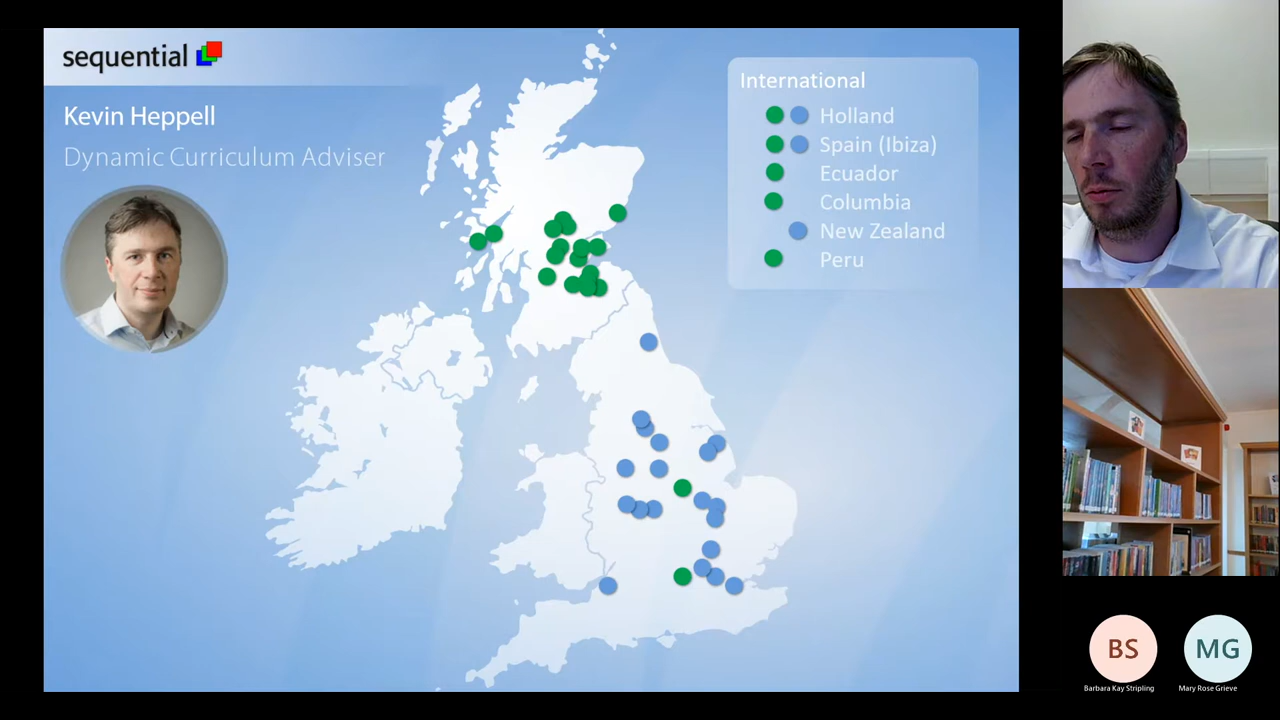 sequential
Kevin Heppell
Dynamic Curriculum Adviser
International
Holland
Spain (Ibiza)
Ecuador
Columbia
New Zealand
Peru
BS
MG
Barbara Kay Stripling
Mary Rose Grieve